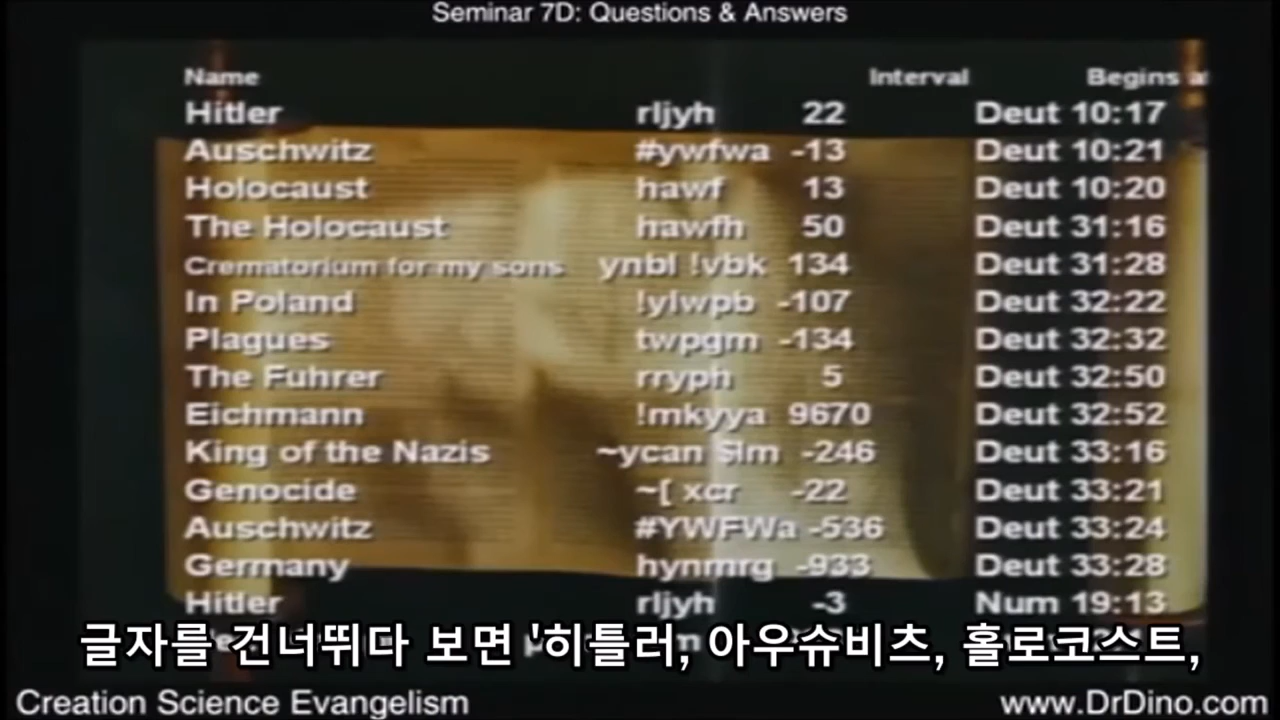 Seminar 7D: Questions & Answers
Name Interval Begins at
Hitler rljyh 22 Deut 10:17
Auschwitz #ywfwa -13 Deut 10:21
Holocaust hawf 13 Deut 10:20
The Holocaust hawfh 50 Deut 31:16
Crematorium for my sons ynbl !vbk 134 Deut 31:28
In Poland !ylwpb -107 Deut 32:22
Plagues twpgm -134 Deut 32:32
The Fuhrer rryph 5 Deut 32:50
Eichmann !mkyya 9670 Deut 32:52
King of the Nazis ~ycan $lm -246 Deut 33:16
Genocide ~[ xcr -22 Deut 33:21
Auschwitz #YWFWa -536 Deut 33:24
Germany hynmrg -933 Deut 33:28
Hitler rljyh -3 Num 19:13
글자를 건너뛰다 보면 '히틀러, 아우슈비츠, 홀로코스트,
Creation Science Evangelism www.DrDino.com